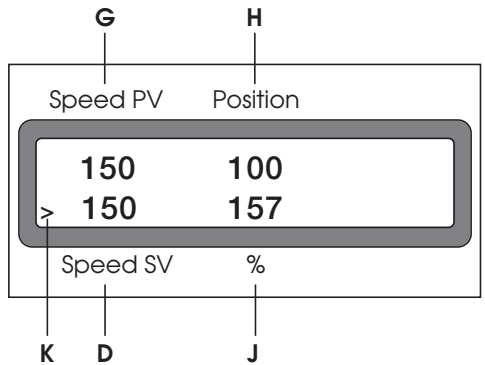 G H
Speed PV Position
150 100
> 150 157
Speed SV %
K D J